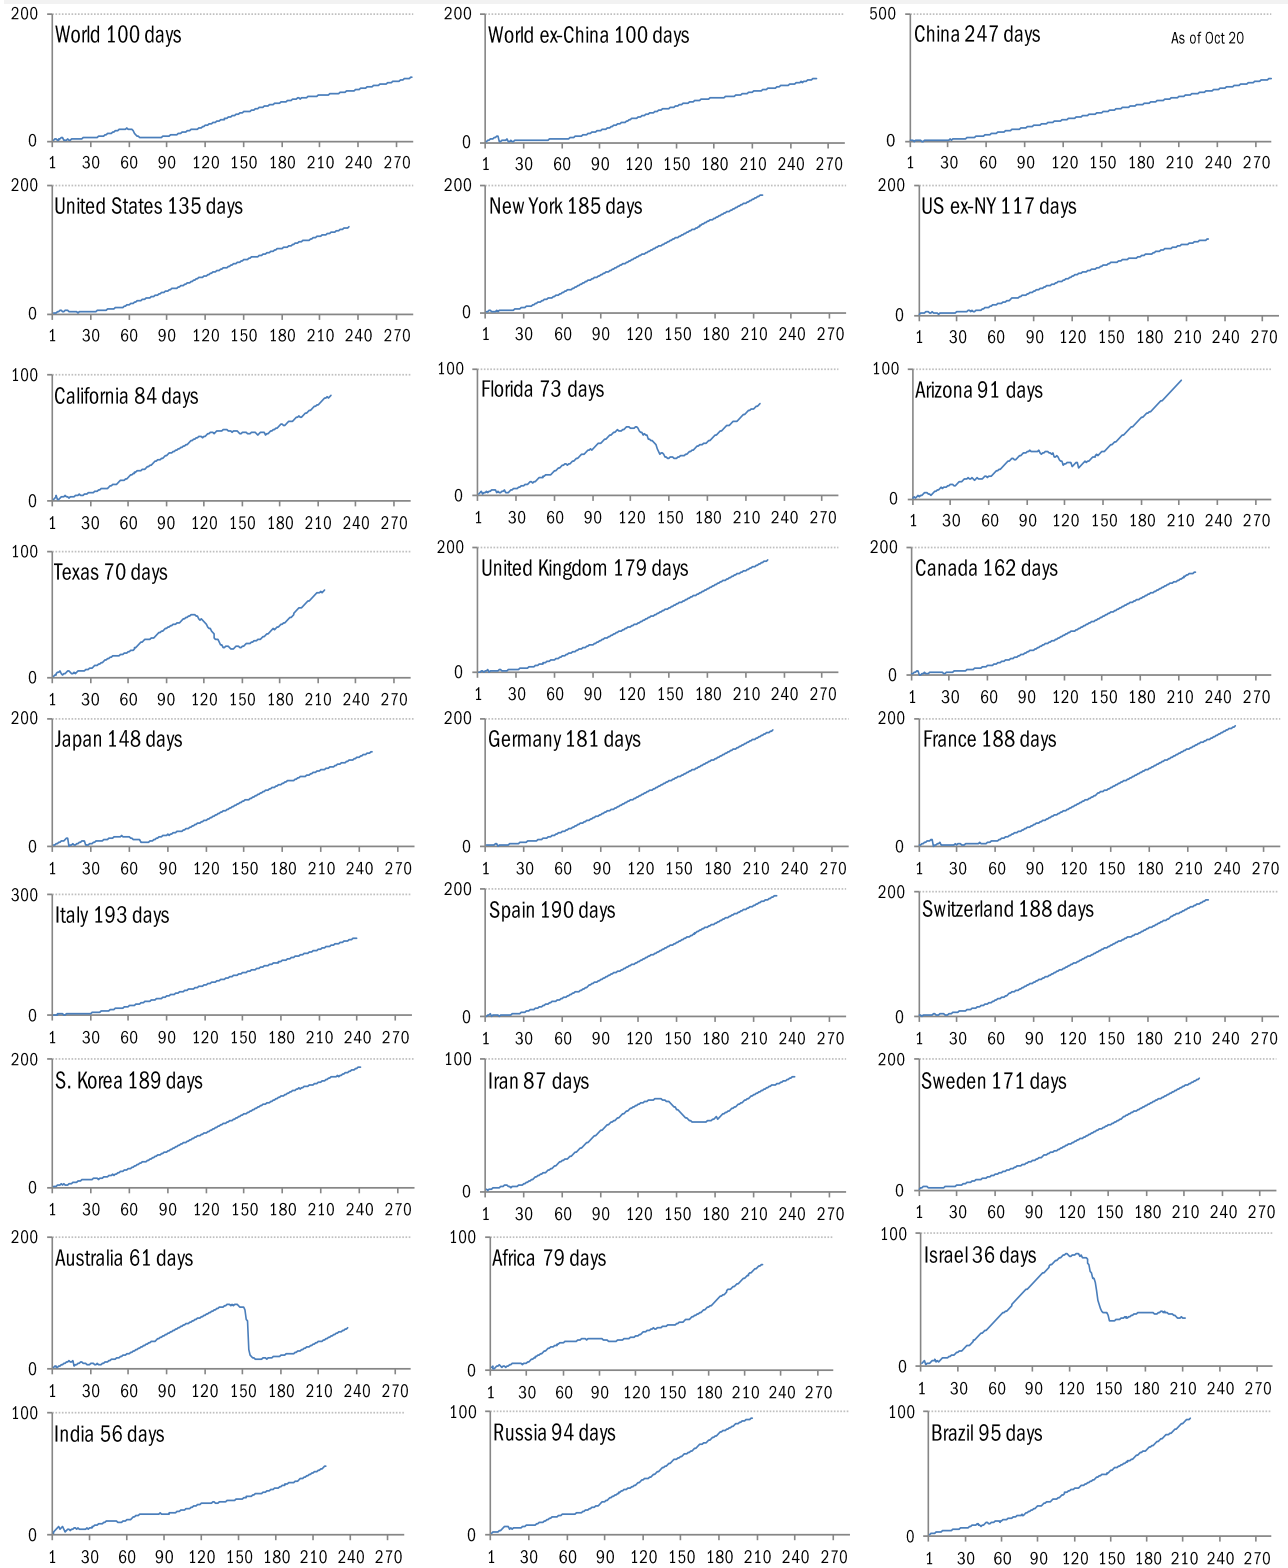 200 200 500
World 100 days World ex-China 100 days China 247 days As of Oct 20
0 0 0
1 30 60 90 120 150 180 210 240 270 1 30 60 90 120 150 180 210 240 270 1 30 60 90 120 150 180 210 240 270
200 200 200
United States 135 days New York 185 days US ex-NY 117 days
0 0 0
1 30 60 90 120 150 180 210 240 270 1 30 60 90 120 150 180 210 240 270 1 30 60 90 120 150 180 210 240 270
100 100 100
California 84 days Florida 73 days Arizona 91 days
0 0 0
1 30 60 90 120 150 180 210 240 270 1 30 60 90 120 150 180 210 240 270 1 30 60 90 120 150 180 210 240 270
100 200 200
Texas 70 days United Kingdom 179 days Canada 162 days
0 0 0
1 30 60 90 120 150 180 210 240 270 1 30 60 90 120 150 180 210 240 270 1 30 60 90 120 150 180 210 240 270
200 200 200
Japan 148 days Germany 181 days France 188 days
0 0 0
1 30 60 90 120 150 180 210 240 270 1 30 60 90 120 150 180 210 240 270 1 30 60 90 120 150 180 210 240 270
300 200 200
Italy 193 days Spain 190 days Switzerland 188 days
0 0 0
1 30 60 90 120 150 180 210 240 270 1 30 60 90 120 150 180 210 240 270 1 30 60 90 120 150 180 210 240 270
200 100 200
S. Korea 189 days Iran 87 days Sweden 171 days
0 0 0
1 30 60 90 120 150 180 210 240 270 1 30 60 90 120 150 180 210 240 270 1 30 60 90 120 150 180 210 240 270
200 100 100
Australia 61 days Africa 79 days Israel 36 days
0 0 0
1 30 60 90 120 150 180 210 240 270 1 30 60 90 120 150 180 210 240 270 1 30 60 90 120 150 180 210 240 270
100 100 100
India 56 days Russia 94 days Brazil 95 days
0 0 0
1 30 60 90 120 150 180 210 240 270 1 30 60 90 120 150 180 210 240 270 1 30 60 90 120 150 180 210 240 270